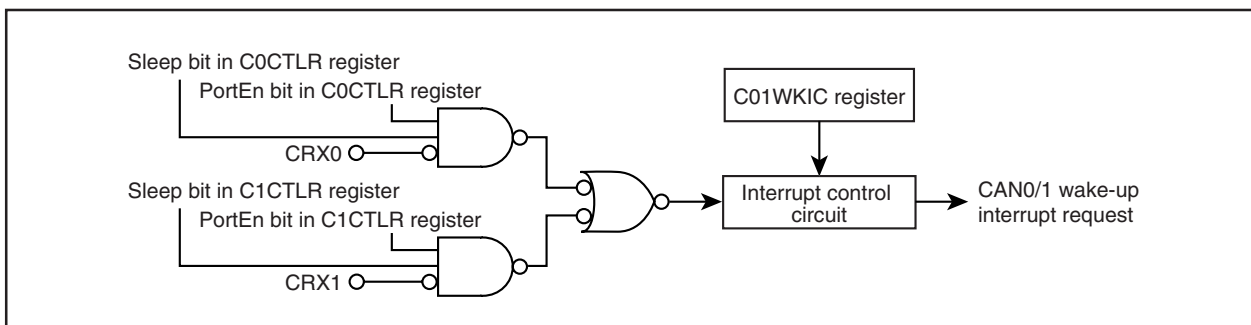 Sleep bit in C0CTLR register
PortEn bit in C0CTLR register
CRX0
Sleep bit in C1CTLR register
PortEn bit in C1CTLR register
CRX1
C01WKIC register
Interrupt control
circuit
CAN0/1 wake-up
interrupt request